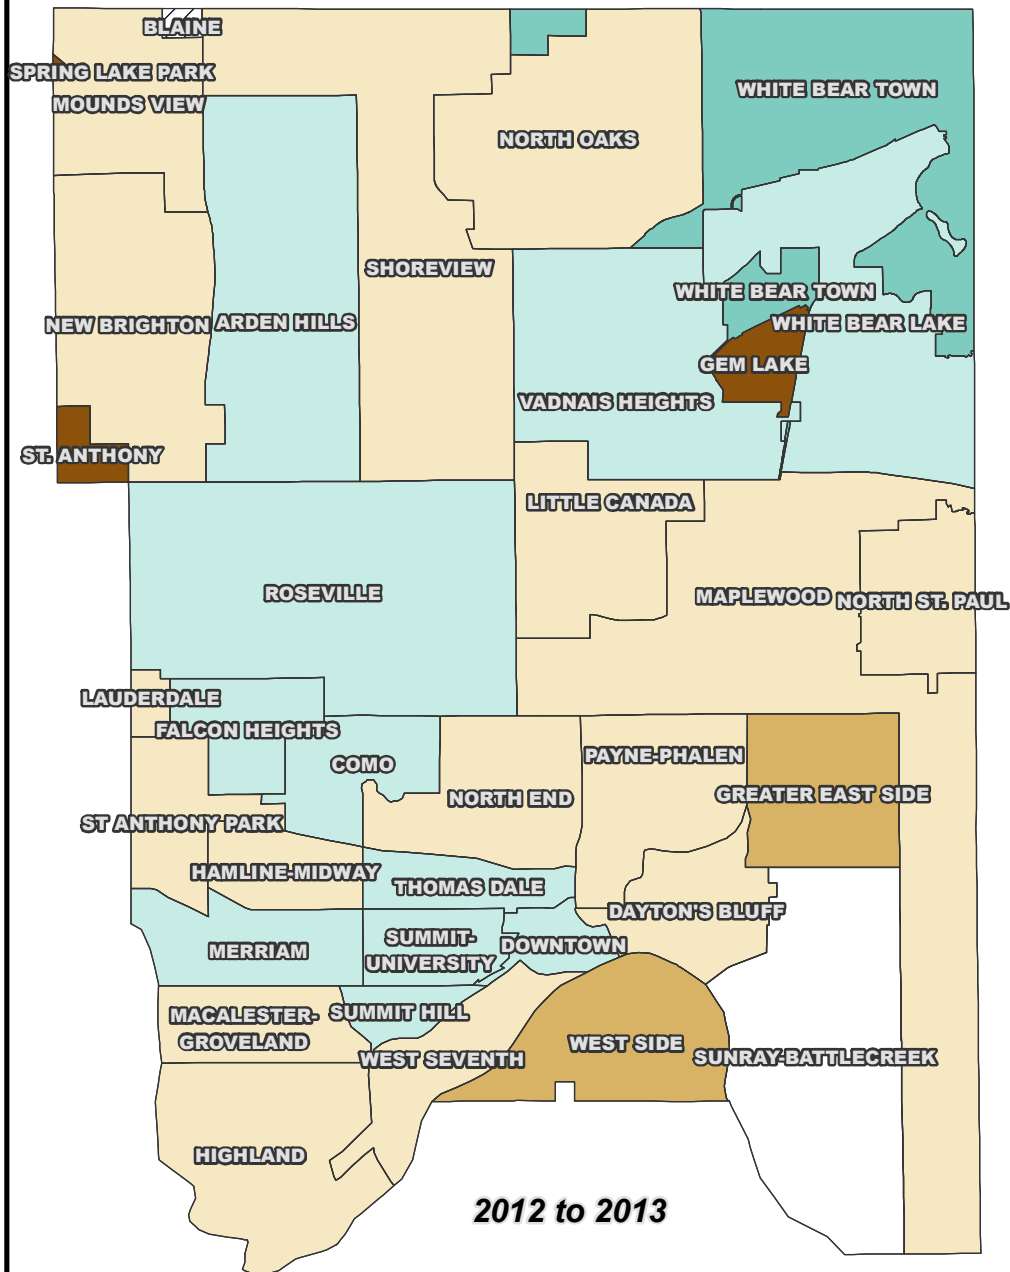 BLAINE
SPRING LAKE PARK
WHITE BEAR TOWN
MOUNDS VIEW
NORTH OAKS
SHOREVIEW
WHITE BEAR TOWN
NEW BRIGHTON
ARDEN HILLS
WHITE BEAR LAKE
GEM LAKE
VADNAIS HEIGHTS
ST. ANTHONY
LITTLE CANADA
ROSEVILLE
MAPLEWOOD
NORTH ST. PAUL
LAUDERDALE
FALCON HEIGHTS
PAYNE-PHALEN
COMO
GREATER EAST SIDE
NORTH END
ST ANTHONY PARK
HAMLINE-MIDWAY
THOMAS DALE
DAYTON'S BLUFF
SUMMIT-
UNIVERSITY
DOWNTOWN
MERRIAM
SUMMIT HILL
MACALESTER-
GROVELAND
WEST SIDE
WEST SEVENTH
SUNRAY-BATTLECREEK
HIGHLAND
2012 to 2013